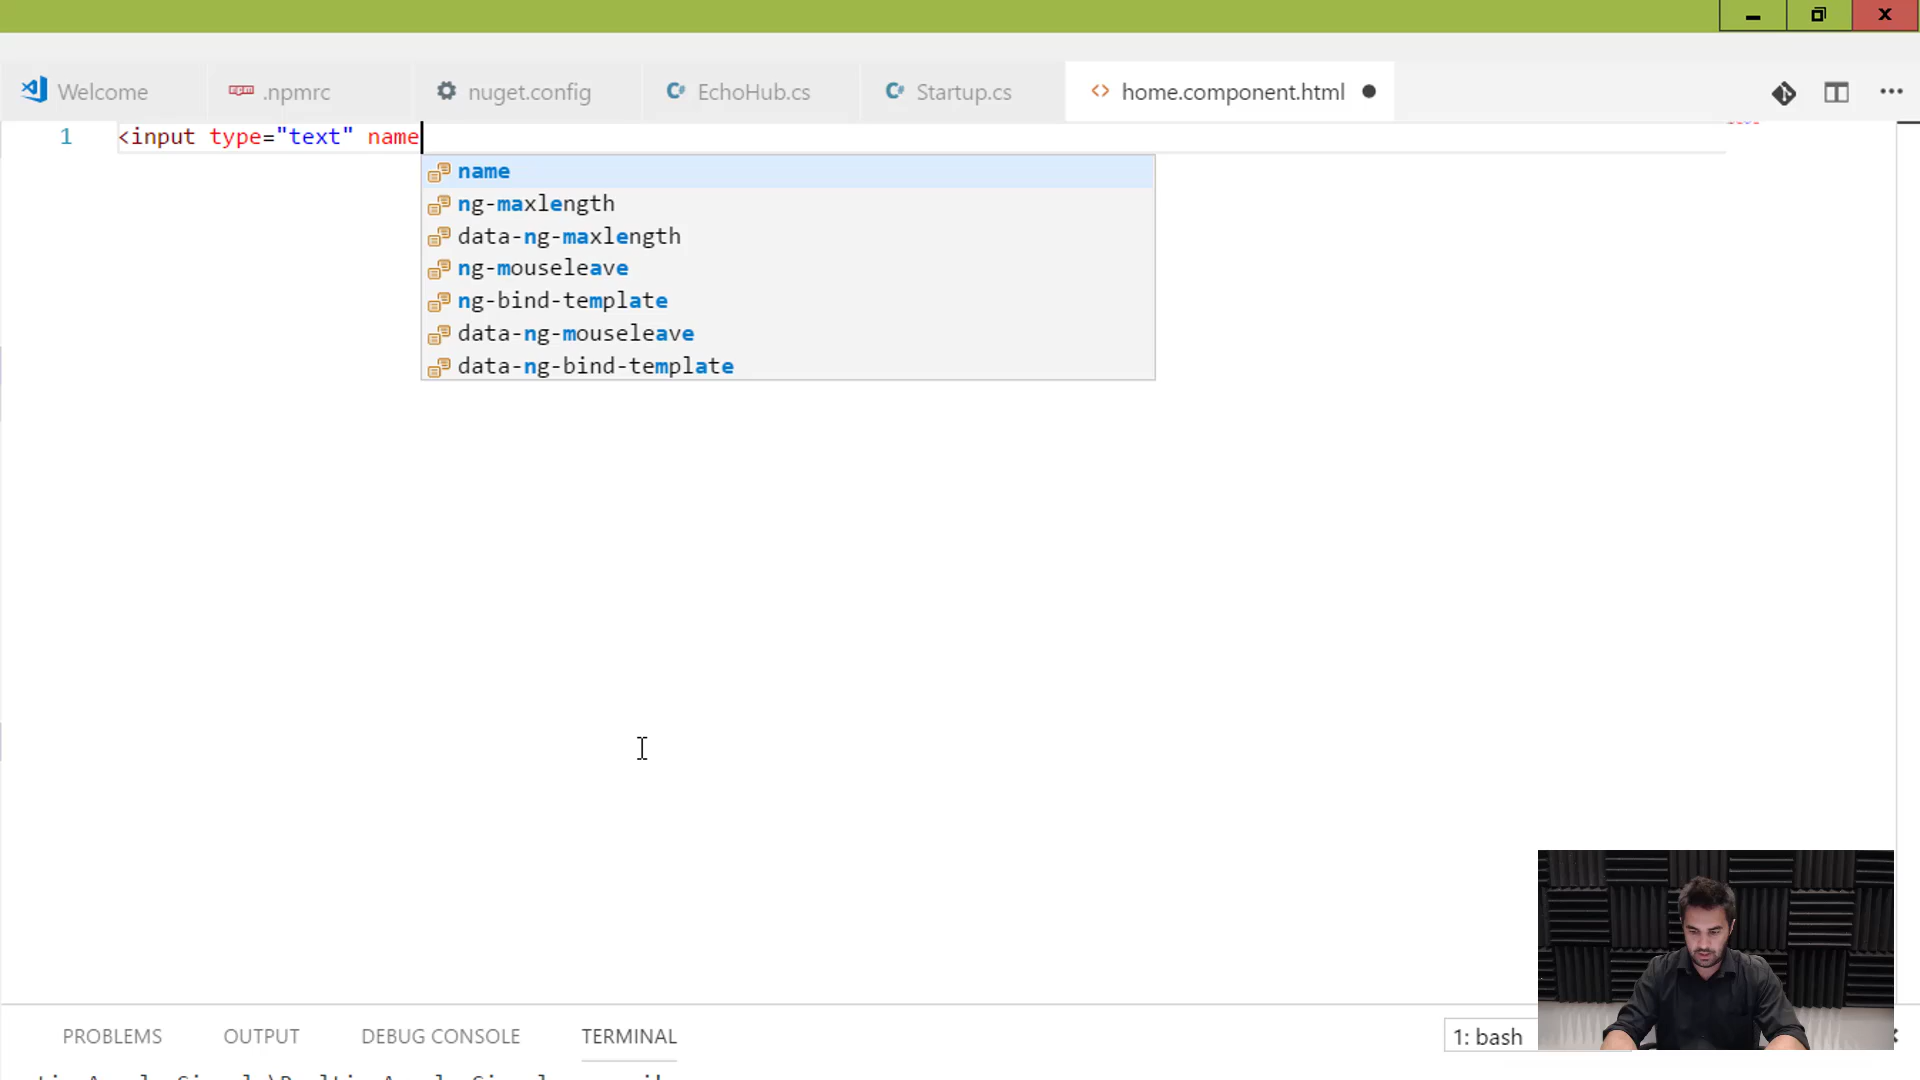 Welcome
.npmrc
nuget.config
EchoHub.cs
Startup.cs
home.component.html
1 <input type="text" name
name
ng-maxlength
data-ng-maxlength
ng-mouseleave
ng-bind-template
data-ng-mouseleave
data-ng-bind-template
PROBLEMS
OUTPUT
DEBUG CONSOLE
TERMINAL
1: bash